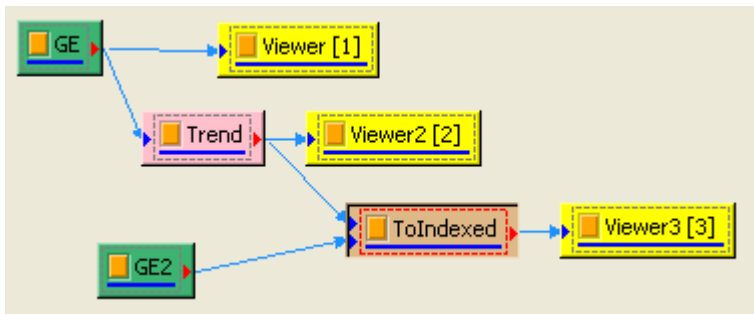 GE
Viewer [1]
Trend
Viewer2 [2]
ToIndexed
Viewer3 [3]
GE2